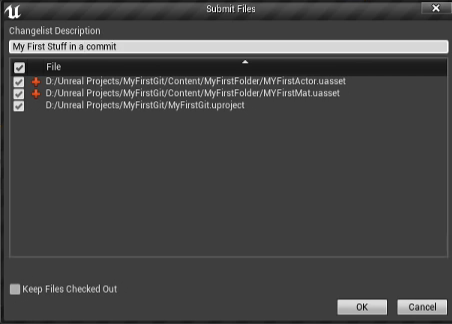 Submit Files
Changelist Description
My First Stuff in a commit
File
D:/Unreal Projects/MyFirstGit/Content/MyFirstFolder/MYFirstActor.uasset
D:/Unreal Projects/MyFirstGit/Content/MyFirstFolder/MYFirstMat.uasset
D:/Unreal Projects/MyFirstGit/MyFirstGit.uproject
Keep Files Checked Out
OK Cancel